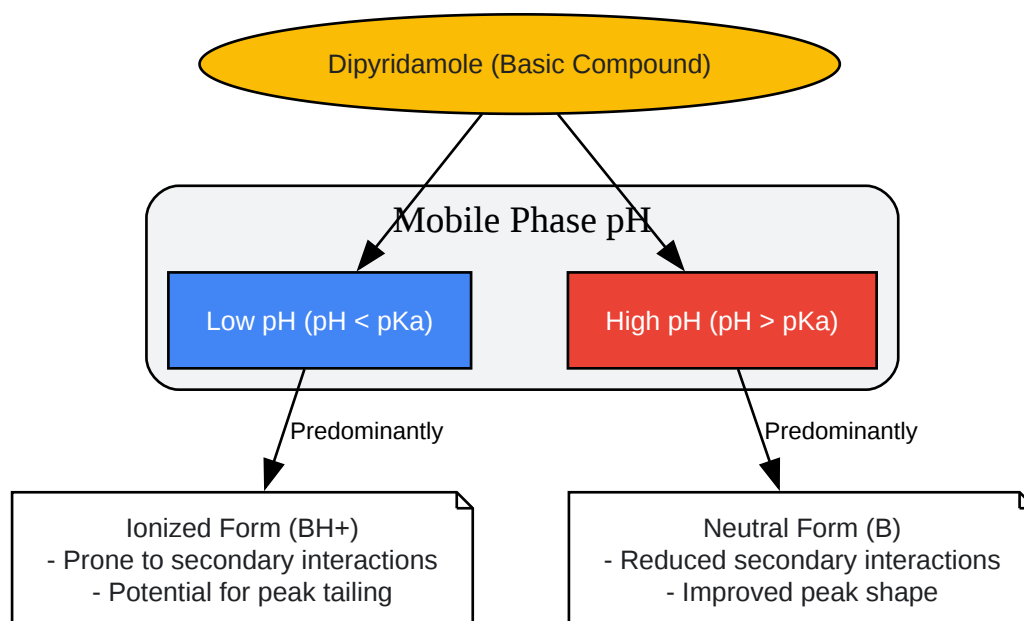 Dipyridamole (Basic Compound)
Mobile Phase pH
Low pH (pH < pKa)
High pH (pH > pKa)
Predominantly
Predominantly
Ionized Form (BH+)
- Prone to secondary interactions
- Potential for peak tailing
Neutral Form (B)
- Reduced secondary interactions
- Improved peak shape